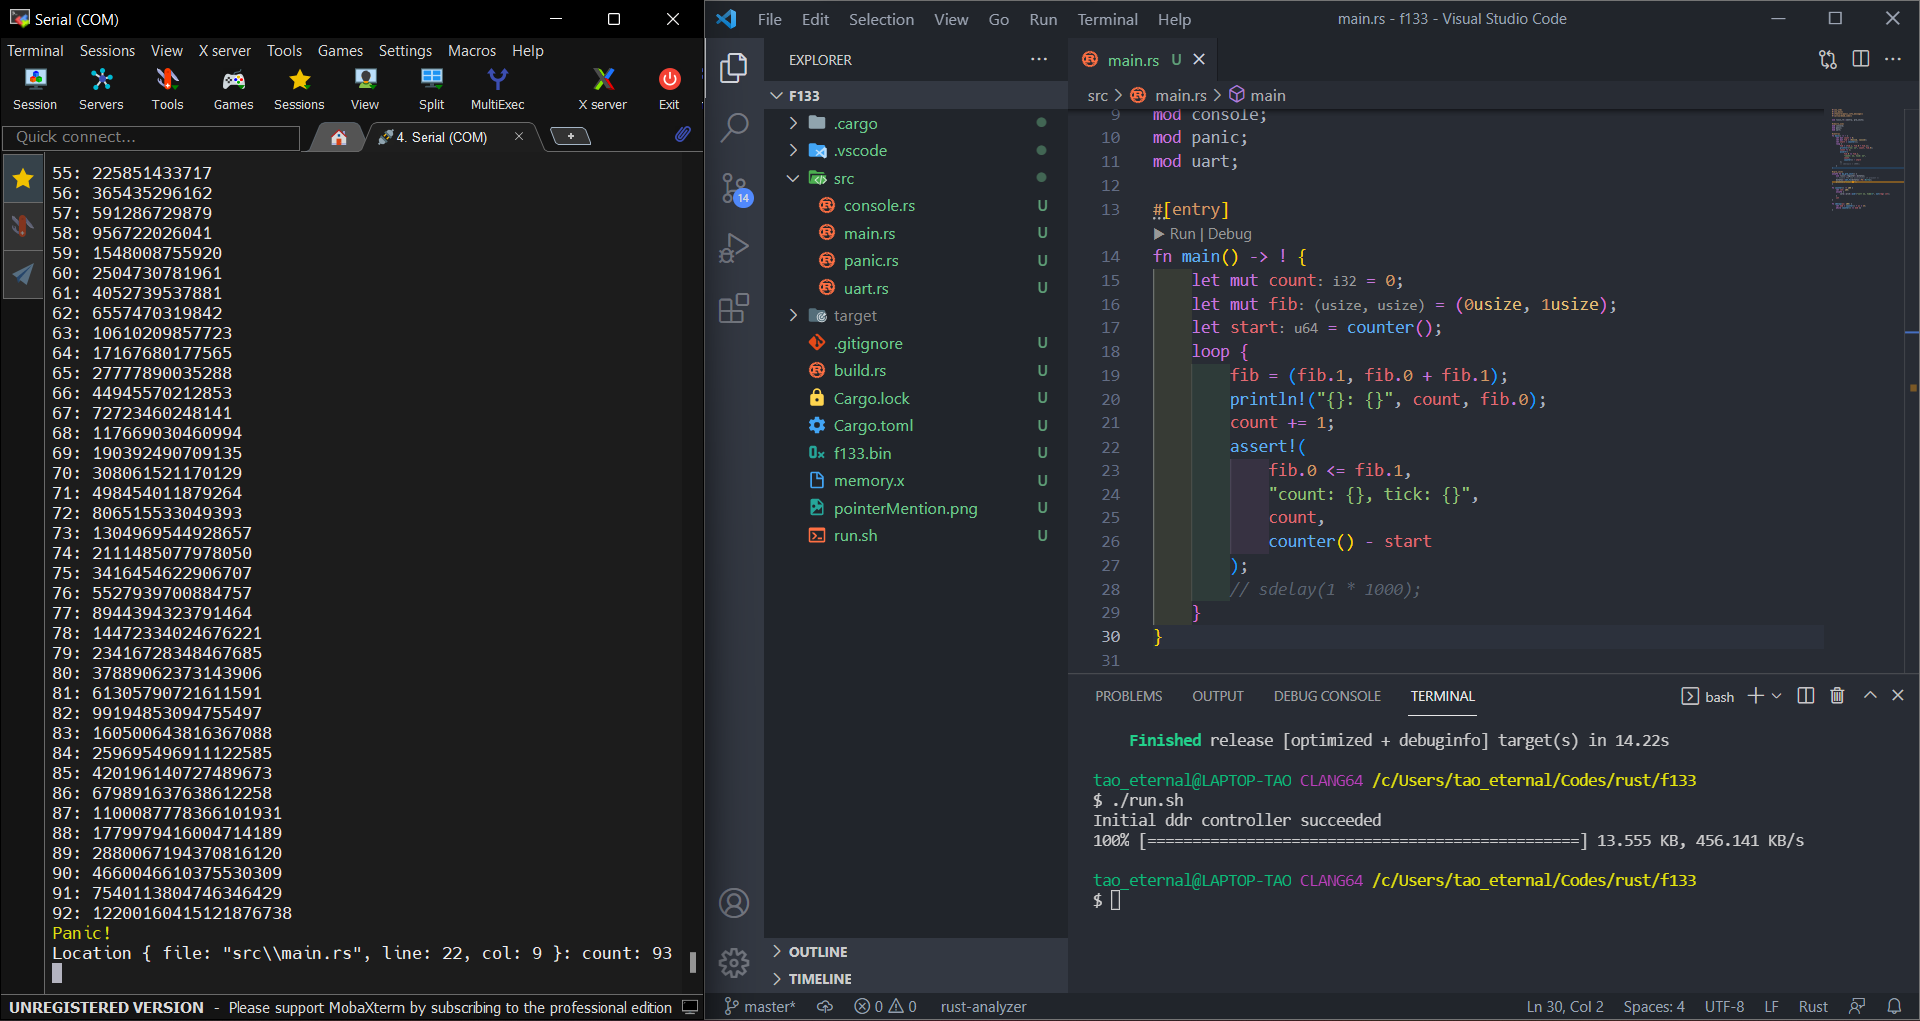 Serial (COM)
Terminal Sessions View X server Tools Games Settings Macros Help
Session Servers Tools Games Sessions View Split MultiExec X server Exit
Quick connect...
4. Serial (COM)
55: 225851433717
56: 365435296162
57: 591286729879
58: 956722026041
59: 1548008755920
60: 2504730781961
61: 4052739537881
62: 6557470319842
63: 10610209857723
64: 17167680177565
65: 27777890035288
66: 44945570212853
67: 72723460248141
68: 117669030460994
69: 190392490709135
70: 308061521170129
71: 498454011879264
72: 806515533049393
73: 1304969544928657
74: 2111485077978050
75: 3416454622906707
76: 5527939700884757
77: 8944394323791464
78: 14472334024676221
79: 23416728348467685
80: 37889062373143906
81: 61305790721611591
82: 99194853094755497
83: 160500643816367088
84: 259695496911122585
85: 420196140727489673
86: 679891637638612258
87: 1100087778366101931
88: 1779979416004714189
89: 2880067194370816120
90: 4660046610375530309
91: 7540113804746346429
92: 12200160415121876738
Panic!
Location { file: "src\\main.rs", line: 22, col: 9 }: count: 93
UNREGISTERED VERSION - Please support MobaXterm by subscribing to the professional edition
File Edit Selection View Go Run Terminal Help
main.rs - f133 - Visual Studio Code
14
EXPLORER
F133
.cargo
.vscode
src
console.rs U
main.rs U
panic.rs U
uart.rs U
target
.gitignore U
build.rs U
Cargo.lock U
Cargo.toml U
f133.bin U
memory.x U
pointerMention.png U
run.sh U
OUTLINE
TIMELINE
main.rs U
src > main.rs > main
9 mod console;
10 mod panic;
11 mod uart;
12
13 #[entry]
Run | Debug
14 fn main() -> ! {
15 let mut count: i32 = 0;
16 let mut fib: (usize, usize) = (0usize, 1usize);
17 let start: u64 = counter();
18 loop {
19 fib = (fib.1, fib.0 + fib.1);
20 println!("{}: {}", count, fib.0);
21 count += 1;
22 assert!(
23 fib.0 <= fib.1,
24 "count: {}, tick: {}",
25 count,
26 counter() - start
27 );
28 // sdelay(1 * 1000);
29 }
30 }
31
PROBLEMS OUTPUT DEBUG CONSOLE TERMINAL
bash
Finished release [optimized + debuginfo] target(s) in 14.22s
tao_eternal@LAPTOP-TAO CLANG64 /c/Users/tao_eternal/Codes/rust/f133
$ ./run.sh
Initial ddr controller succeeded
100% [================================================] 13.555 KB, 456.141 KB/s
tao_eternal@LAPTOP-TAO CLANG64 /c/Users/tao_eternal/Codes/rust/f133
$
master* 0 0 rust-analyzer
Ln 30, Col 2 Spaces: 4 UTF-8 LF Rust